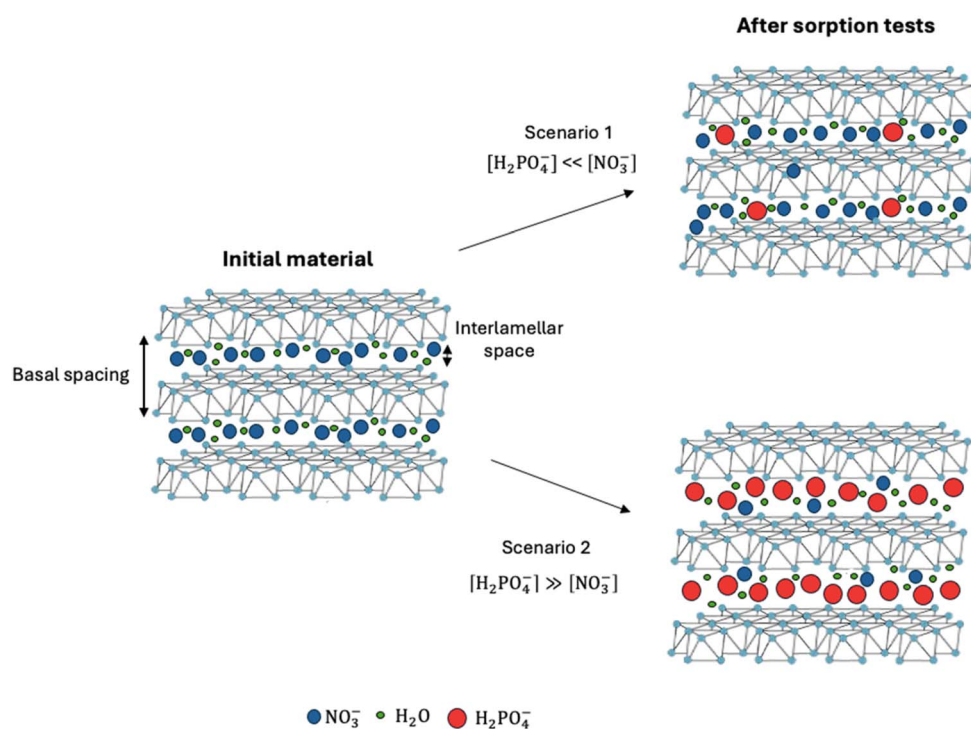 After sorption tests
Scenario 1
[H₂PO₄⁻] << [NO₃⁻]
Initial material
Interlamellar
space
Basal spacing
Scenario 2
[H₂PO₄⁻] ≫ [NO₃⁻]
NO₃⁻ H₂O H₂PO₄⁻